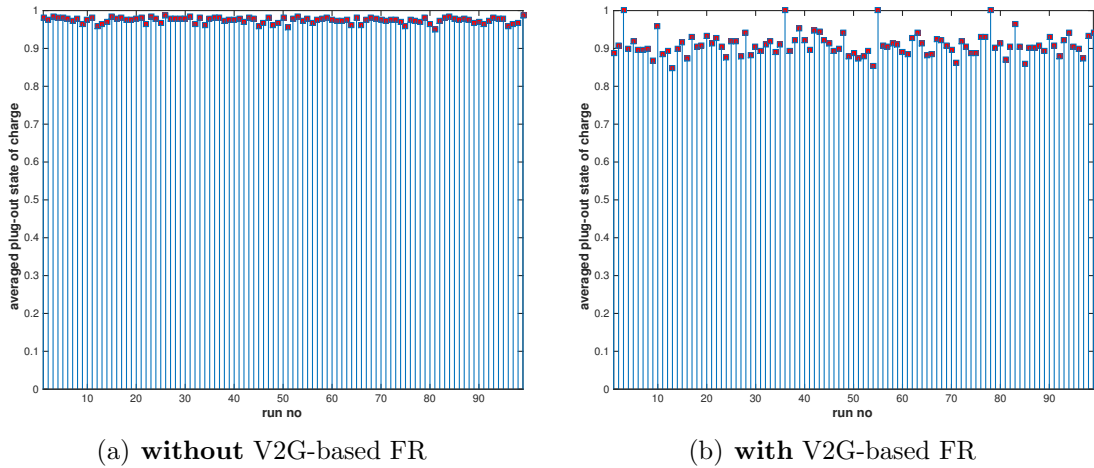 1
0.9
0.8
0.7
0.6
0.5
0.4
0.3
0.2
0.1
0
averaged plug-out state of charge
10 20 30 40 50 60 70 80 90
run no
(a) without V2G-based FR
1
0.9
0.8
0.7
0.6
0.5
0.4
0.3
0.2
0.1
0
averaged plug-out state of charge
10 20 30 40 50 60 70 80 90
run no
(b) with V2G-based FR